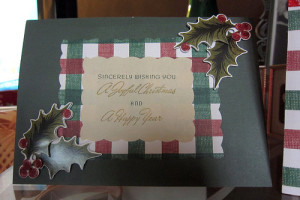 SINCERELY WISHING YOU
A Joyful Christmas
AND
A Happy Year